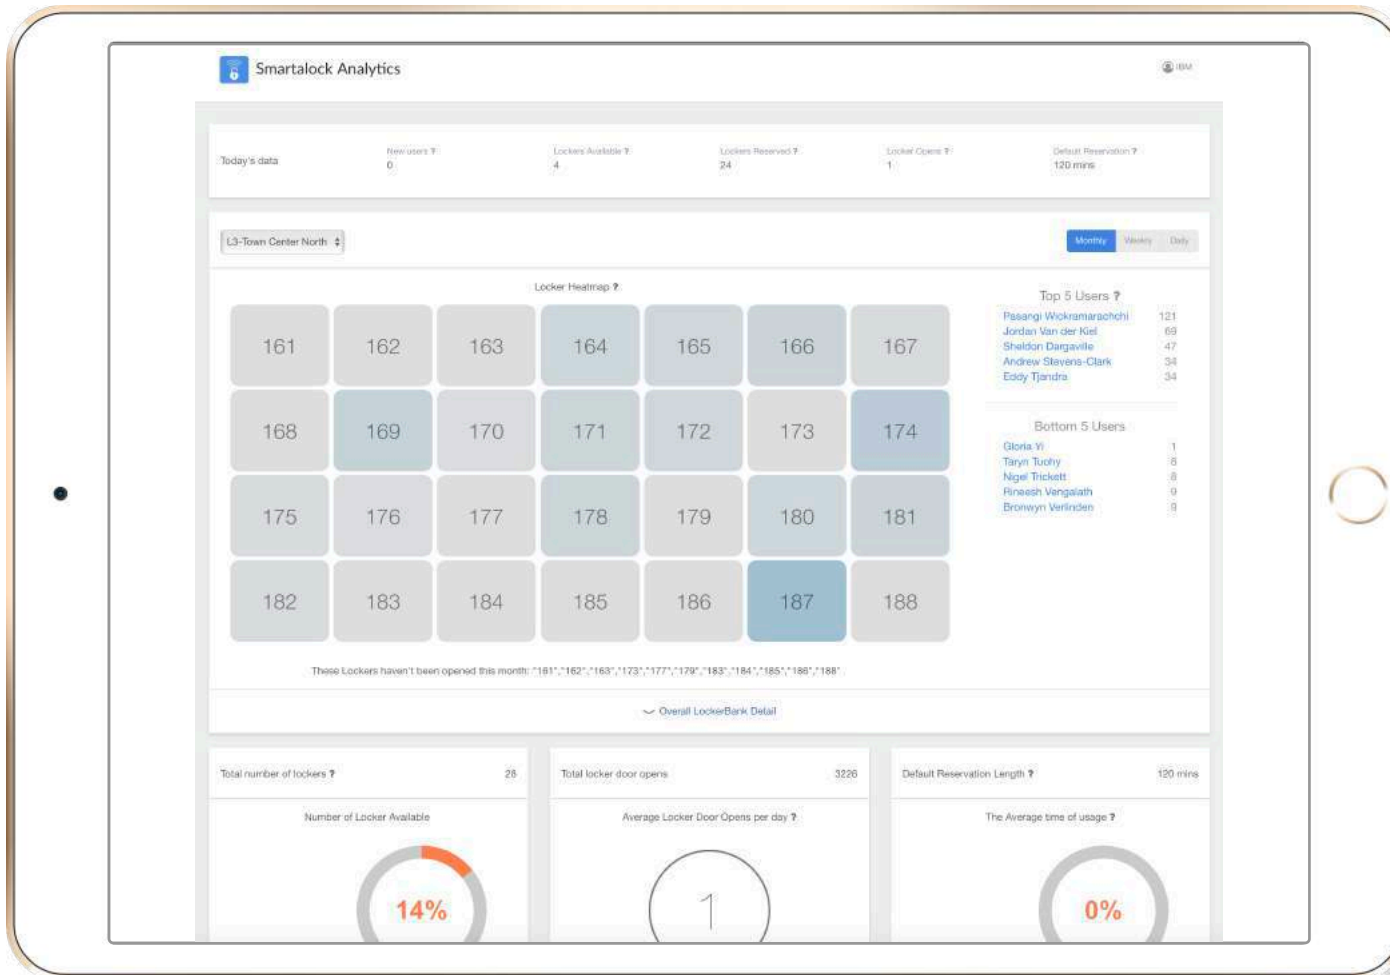 Smartalock Analytics
IBM
Today's data
New users ?
0
Lockers Available ?
4
Lockers Reserved ?
24
Locker Opens ?
1
Default Reservation ?
120 mins
L3-Town Center North
Monthly Weekly Daily
Locker Heatmap ?
161 162 163 164 165 166 167
168 169 170 171 172 173 174
175 176 177 178 179 180 181
182 183 184 185 186 187 188
These Lockers haven't been opened this month: "161","162","163","173","177","179","183","184","185","186","188"
Top 5 Users ?
Pasangi Wickramarachchi 121
Jordan Van der Kiel 69
Sheldon Dargaville 47
Andrew Stevens-Clark 34
Eddy Tjandra 34
Bottom 5 Users
Gloria Yi 1
Taryn Tuohy 8
Nigel Trickett 8
Rineesh Vengalath 9
Bronwyn Verlinden 9
Overall LockerBank Detail
Total number of lockers ? 28
Number of Locker Available
14%
Total locker door opens 3226
Average Locker Door Opens per day ?
1
Default Reservation Length ? 120 mins
The Average time of usage ?
0%